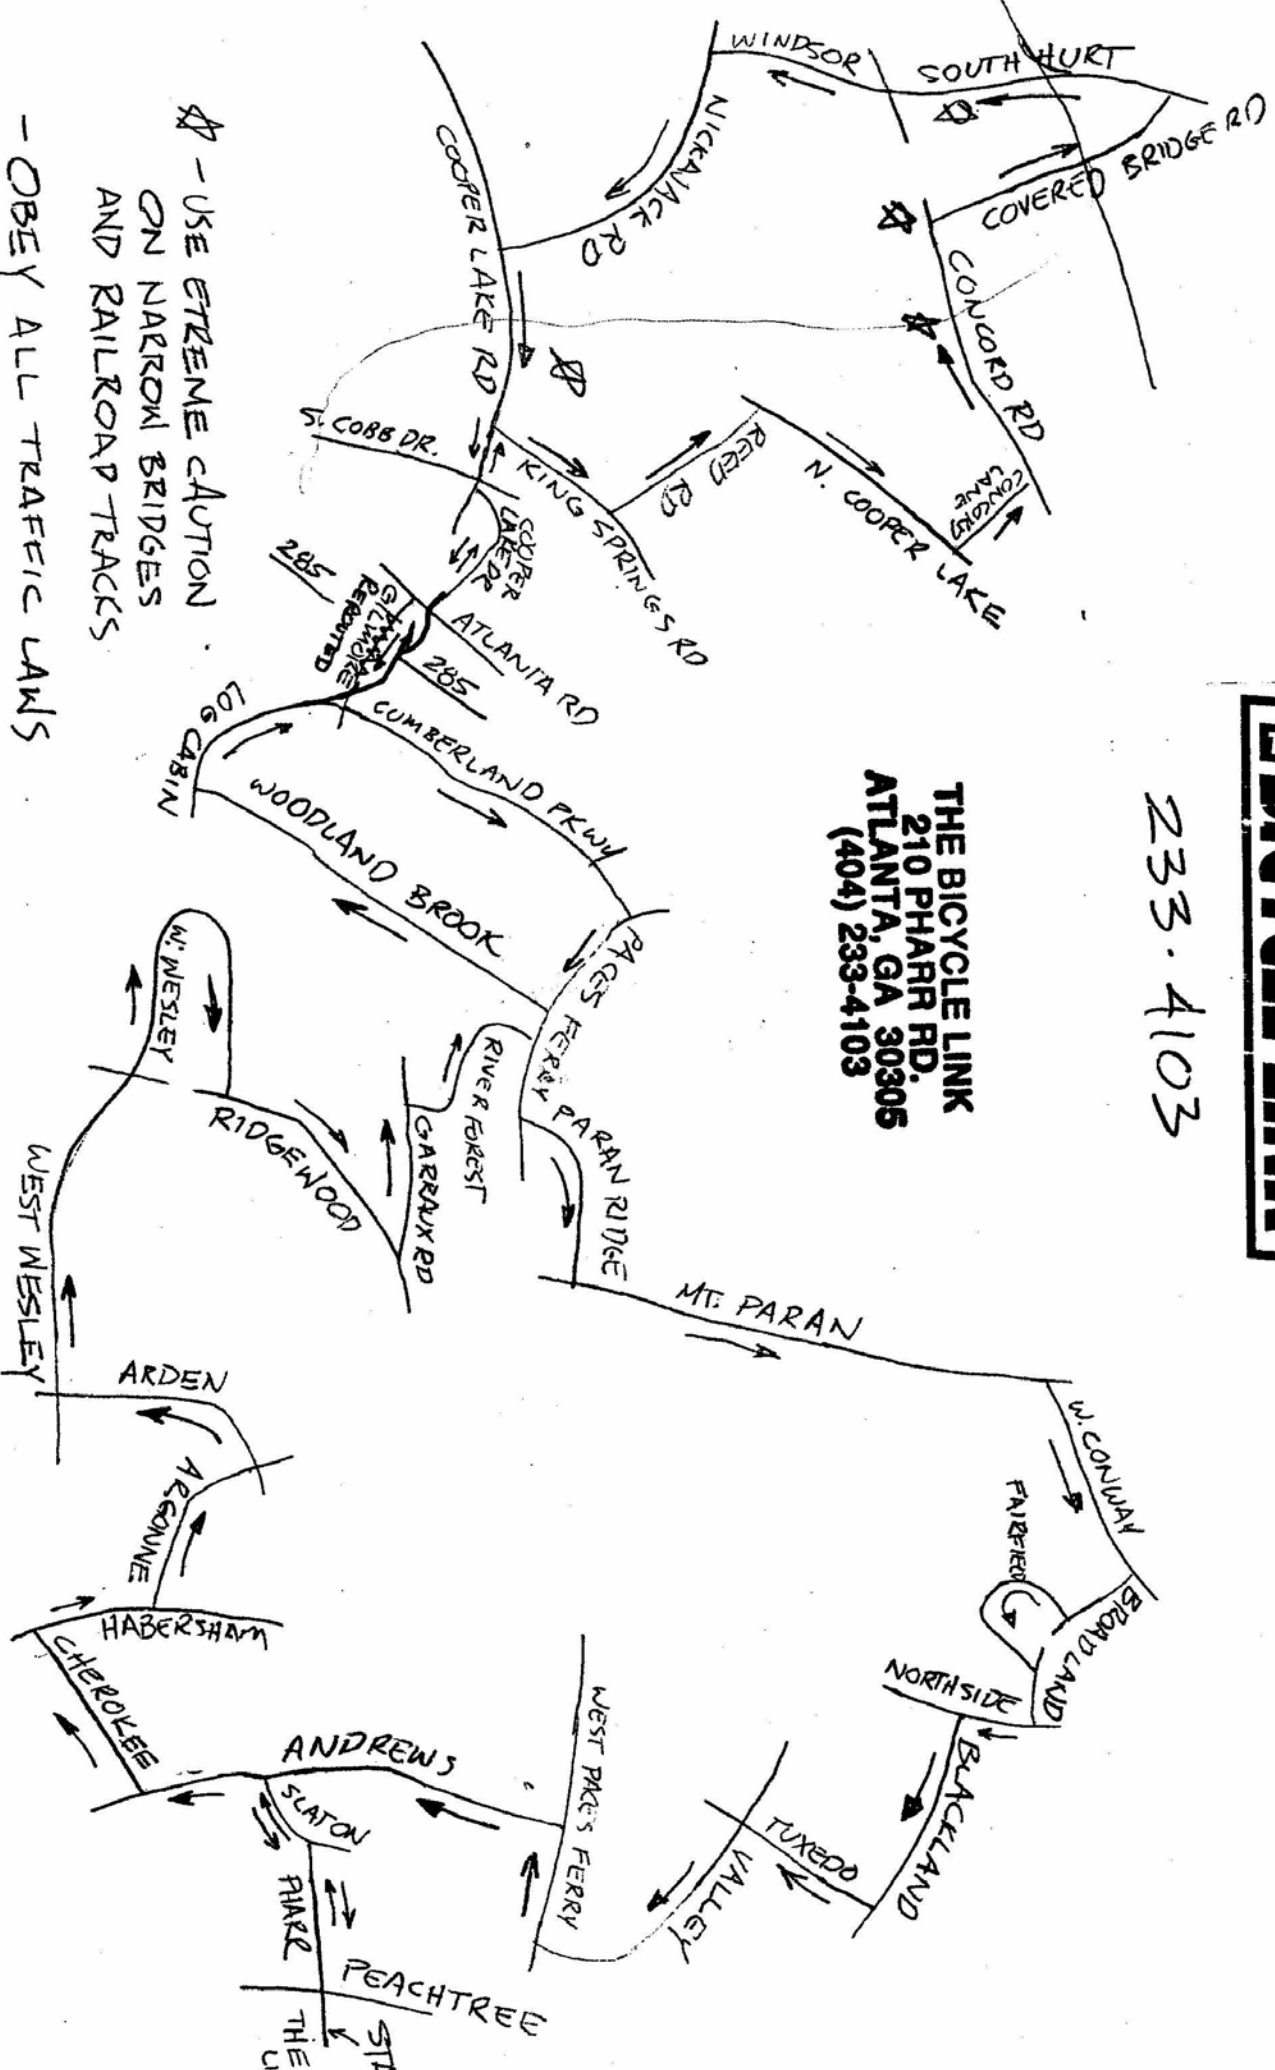 233-4103
THE BICYCLE LINK
210 PHARR RD.
ATLANTA, GA 30305
(404) 233-4103
SOUTH HURT
WINDSOR
COVERED BRIDGE RD
NICKAJACK RD
CONCORD RD
COOPER LAKE RD
CONCORD LANE
REED RD
N. COOPER LAKE
KING SPRINGS RD
S. COBB DR.
COOPER LAKE DR
ATLANTA RD
285
285
GILMORE
REROUTED
CUMBERLAND PKWY
LOG CABIN
WOODLAND BROOK
PACES FERRY
RIVER FOREST
PARAN RIDGE
GARRAUX RD
W. WESLEY
RIDGEWOOD
WEST WESLEY
MT. PARAN
W. CONWAY
FAIRFIELD
BROADLAND
NORTHSIDE
BLACKLAND
TUXEDO
VALLEY
WEST PACES FERRY
ARDEN
ARGONNE
HABERSHAM
CHEROKEE
ANDREWS
SLATON
PHARR
PEACHTREE
THE
☆ - USE ETREME CAUTION
ON NARROW BRIDGES
AND RAILROAD TRACKS
- OBEY ALL TRAFFIC LAWS